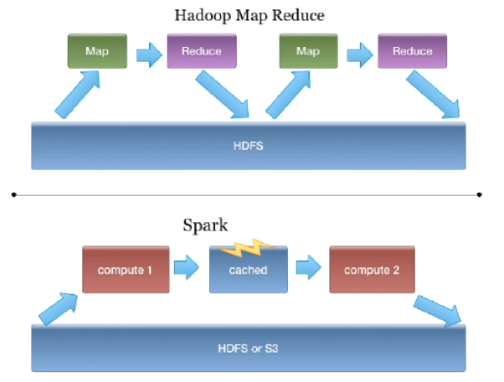 Hadoop Map Reduce
Map Reduce Map Reduce
HDFS
Spark
compute 1 cached compute 2
HDFS or S3